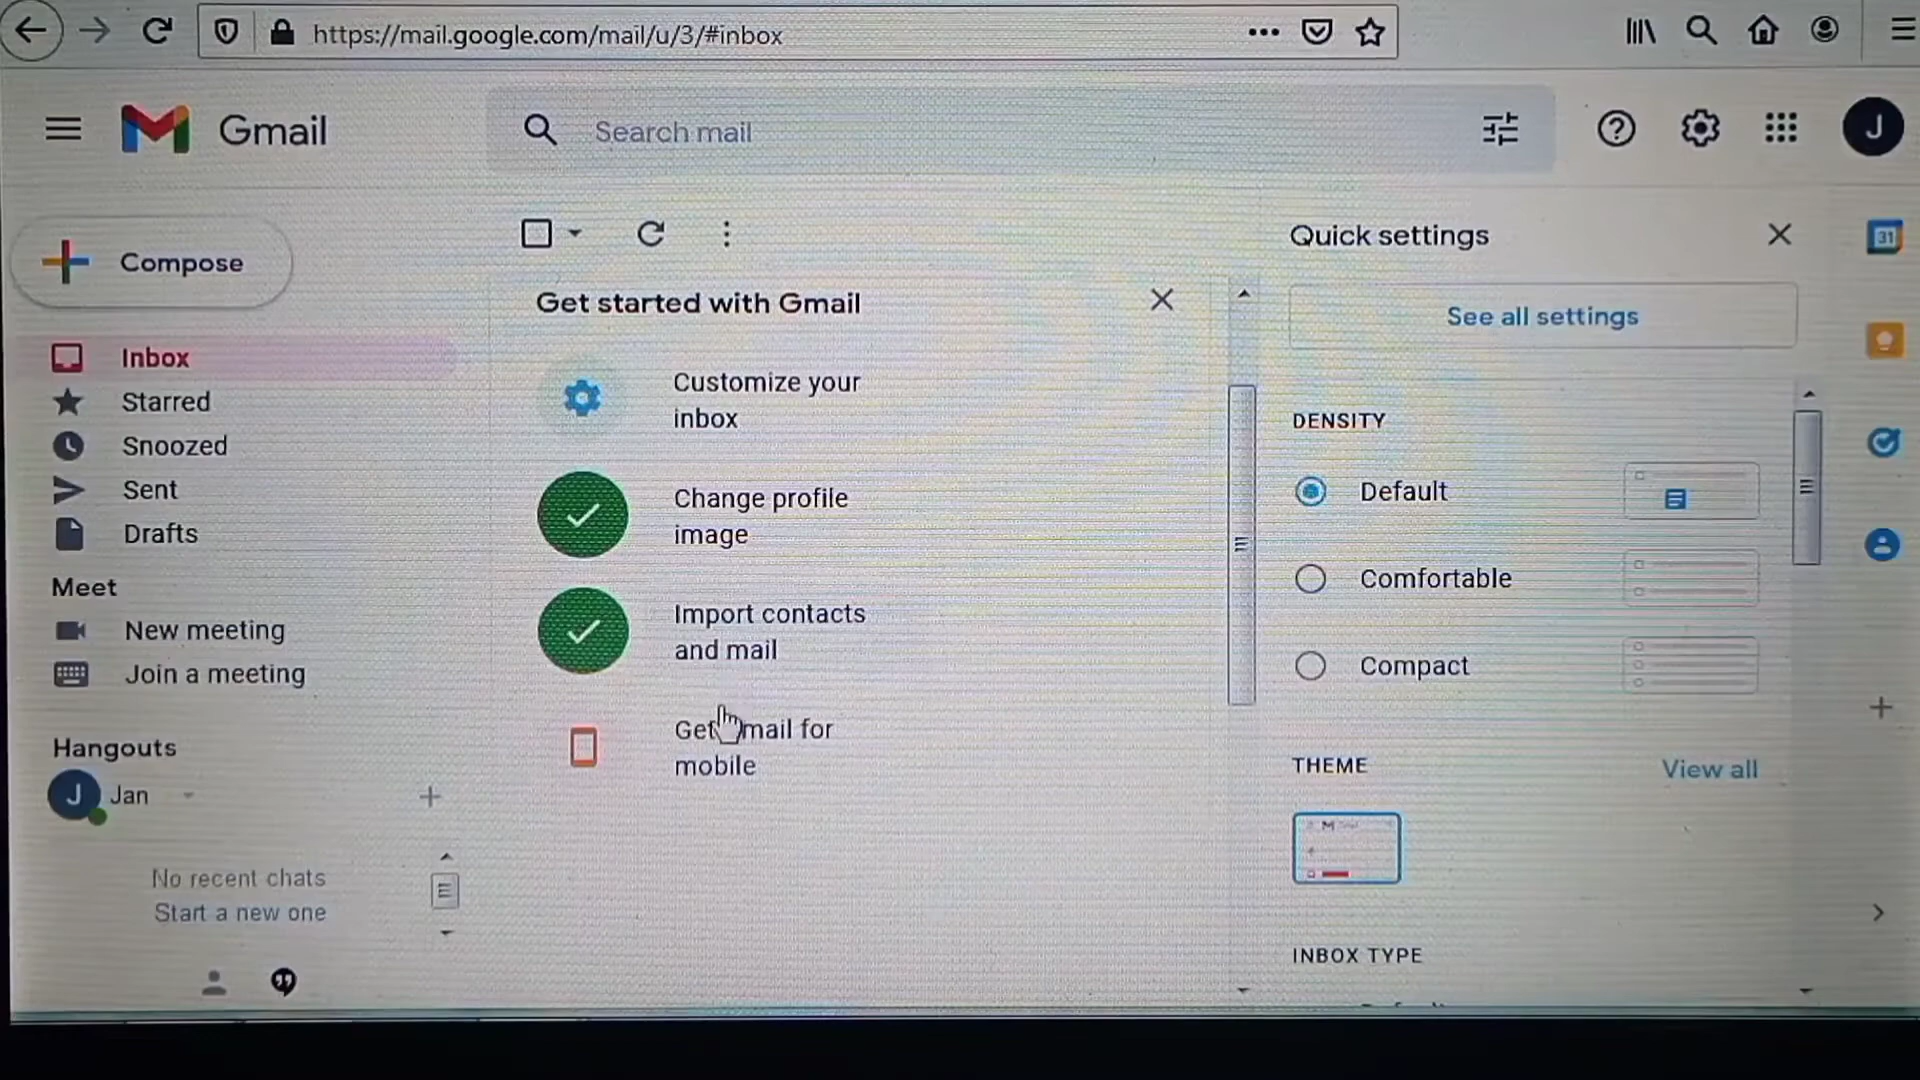 https://mail.google.com/mail/u/3/#inbox
Gmail
Search mail
J
Compose
Inbox
Starred
Snoozed
Sent
Drafts
Meet
New meeting
Join a meeting
Hangouts
J Jan
No recent chats
Start a new one
Get started with Gmail
Customize your
inbox
Change profile
image
Import contacts
and mail
Get mail for
mobile
Quick settings
See all settings
DENSITY
Default
Comfortable
Compact
THEME
View all
INBOX TYPE
31